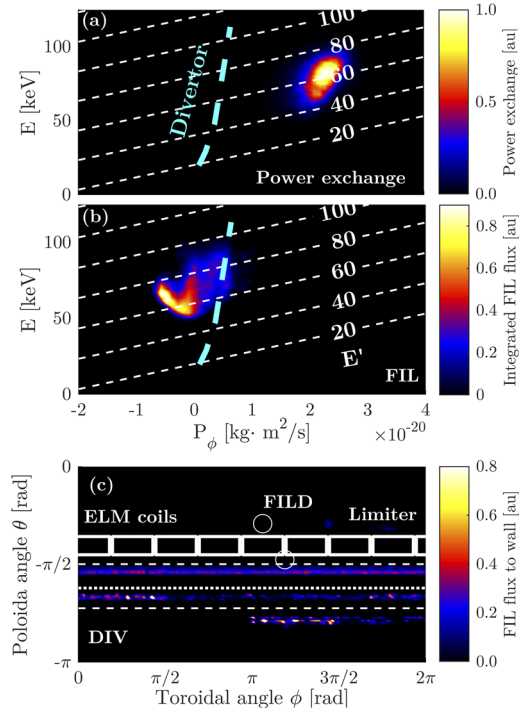 (a)
100
80
60
40
20
Divertor
Power exchange
E [keV]
100
50
0
1.0
0.5
0.0
Power exchange [au]
(b)
100
80
60
40
20
E'
FIL
E [keV]
100
50
0
-2 -1 0 1 2 3 4
P_ϕ [kg· m²/s]
×10⁻²⁰
0.8
0.6
0.4
0.2
0
Integrated FIL flux [au]
(c)
FILD
ELM coils
Limiter
DIV
Poloida angle θ [rad]
0
-π/2
-π
0 π/2 π 3π/2 2π
Toroidal angle ϕ [rad]
0.8
0.6
0.4
0.2
0.0
FIL flux to wall [au]